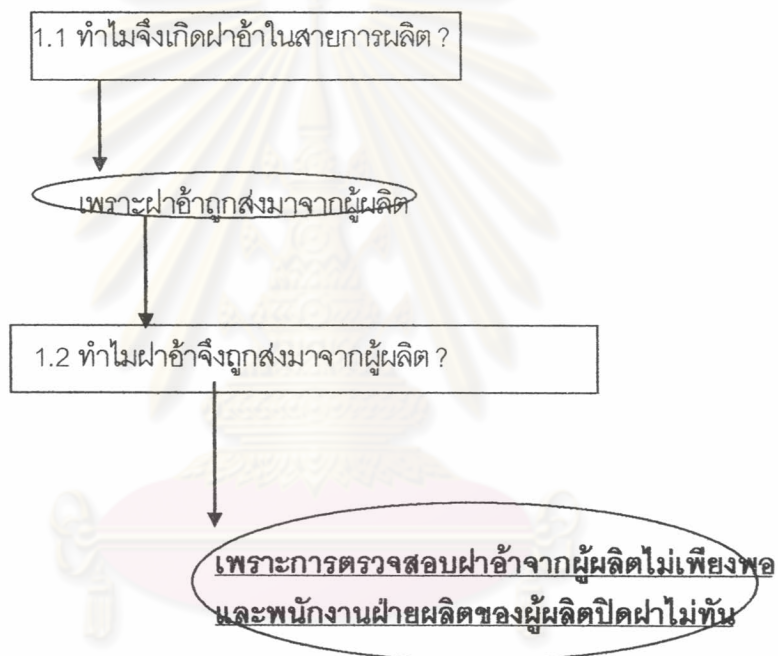 1.1 ทำไมจึงเกิดฝาอ้าในสายการผลิต ?
เพราะฝาอ้าถูกส่งมาจากผู้ผลิต
1.2 ทำไมฝาอ้าจึงถูกส่งมาจากผู้ผลิต ?
เพราะการตรวจสอบฝาอ้าจากผู้ผลิตไม่เพียงพอ
และพนักงานฝ่ายผลิตของผู้ผลิตปิดฝาไม่ทัน